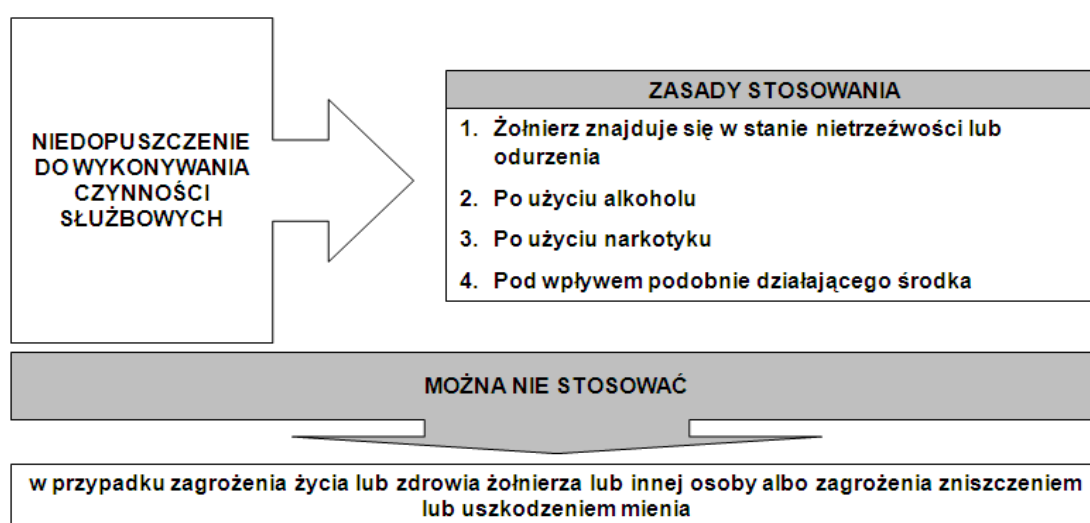 NIEDOPUSZCZENIE
DO WYKONYWANIA
CZYNNOŚCI
SŁUŻBOWYCH
ZASADY STOSOWANIA
1. Żołnierz znajduje się w stanie nietrzeźwości lub
odurzenia
2. Po użyciu alkoholu
3. Po użyciu narkotyku
4. Pod wpływem podobnie działającego środka
MOŻNA NIE STOSOWAĆ
w przypadku zagrożenia życia lub zdrowia żołnierza lub innej osoby albo zagrożenia zniszczeniem
lub uszkodzeniem mienia